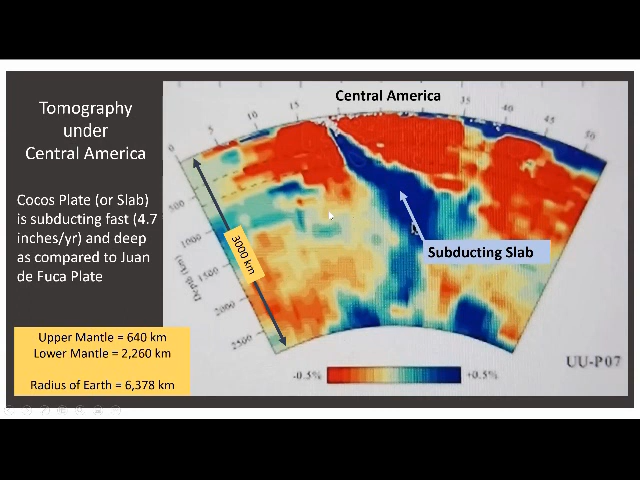 Tomography
under
Central America
Cocos Plate (or Slab)
is subducting fast (4.7
inches/yr) and deep
as compared to Juan
de Fuca Plate
Upper Mantle = 640 km
Lower Mantle = 2,260 km
Radius of Earth = 6,378 km
Central America
0 5 10 15 35 40 45 50
500
1000
1500
2000
2500
Depth (km)
3000 km
Subducting Slab
-0.5% +0.5%
UU-P07